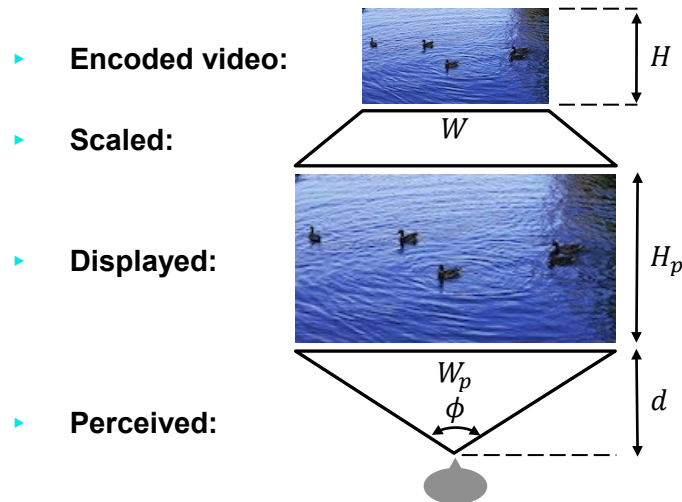 Encoded video:
H
Scaled:
W
Displayed:
H_p
W_p
ϕ
d
Perceived: